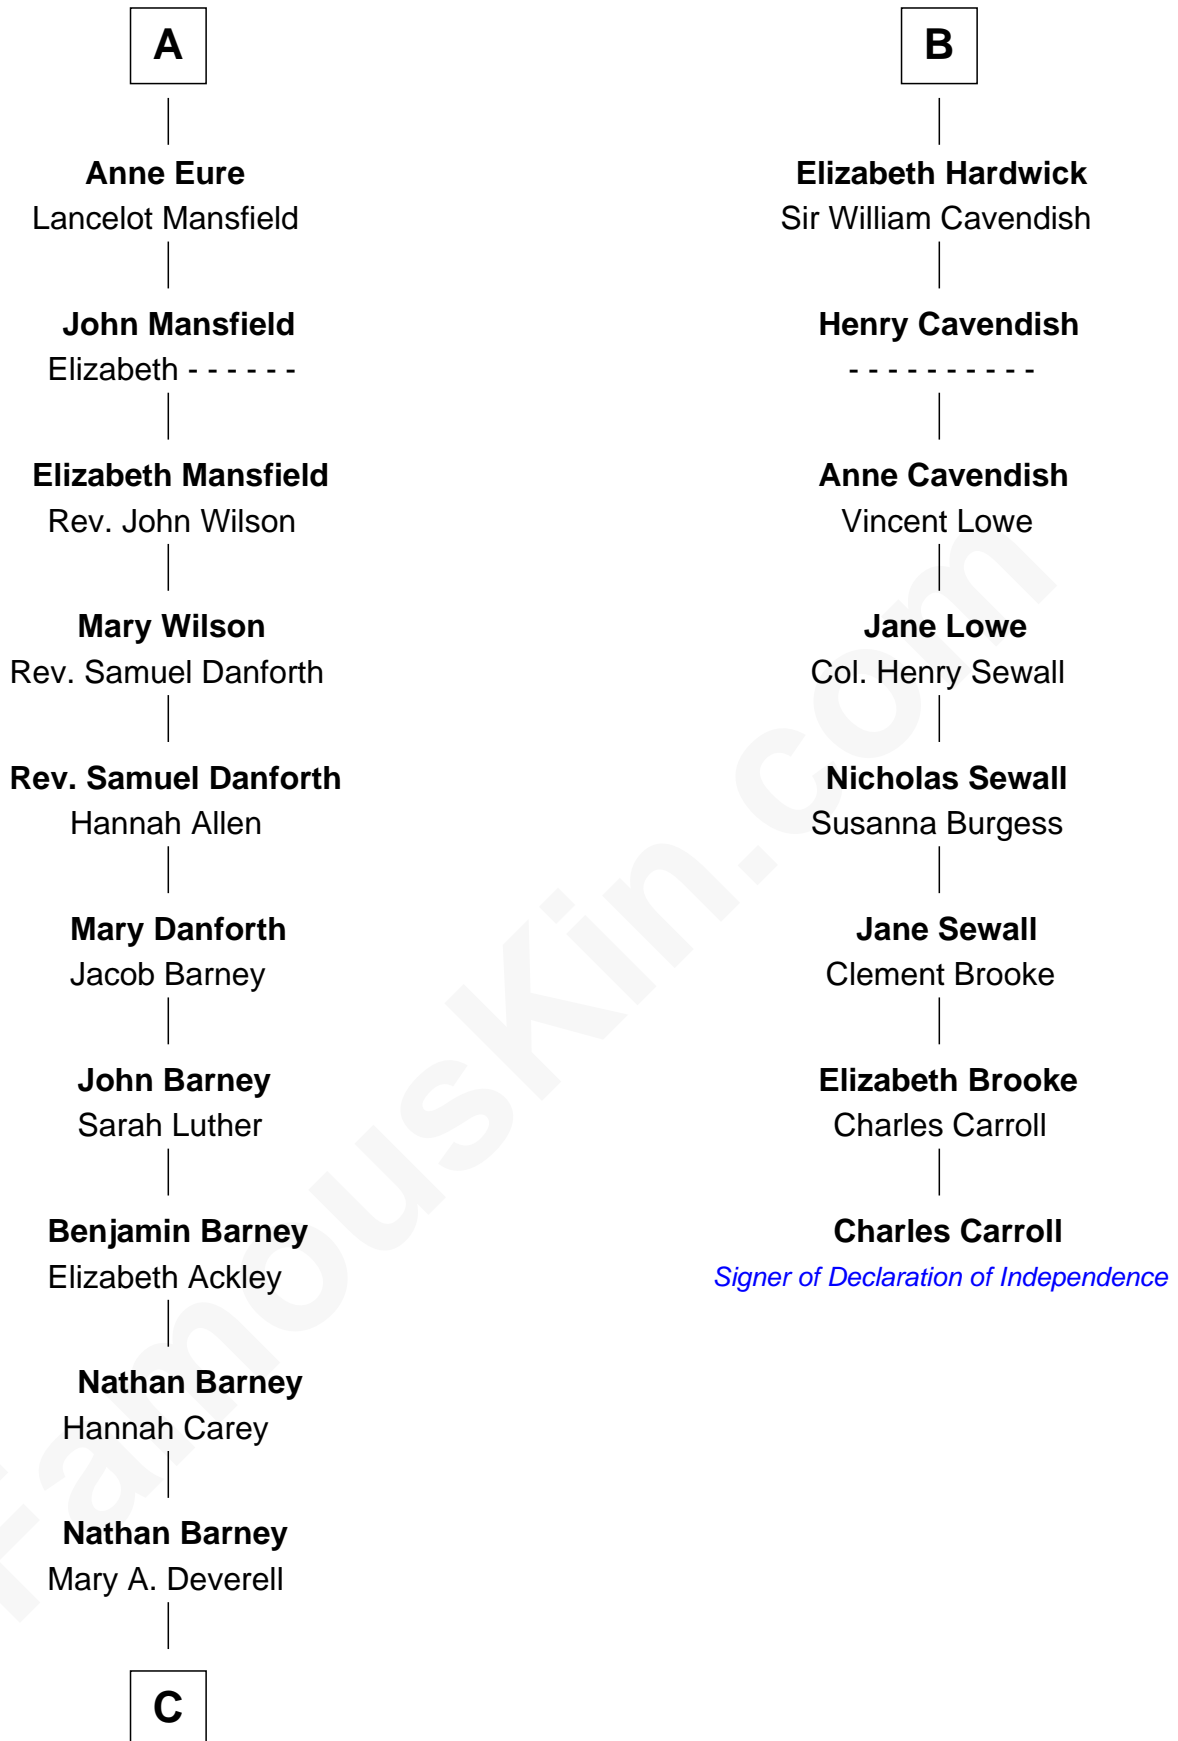 A
Anne Eure
Lancelot Mansfield
John Mansfield
Elizabeth - - - - - -
Elizabeth Mansfield
Rev. John Wilson
Mary Wilson
Rev. Samuel Danforth
Rev. Samuel Danforth
Hannah Allen
Mary Danforth
Jacob Barney
John Barney
Sarah Luther
Benjamin Barney
Elizabeth Ackley
Nathan Barney
Hannah Carey
Nathan Barney
Mary A. Deverell
C
B
Elizabeth Hardwick
Sir William Cavendish
Henry Cavendish
- - - - - - - - - -
Anne Cavendish
Vincent Lowe
Jane Lowe
Col. Henry Sewall
Nicholas Sewall
Susanna Burgess
Jane Sewall
Clement Brooke
Elizabeth Brooke
Charles Carroll
Charles Carroll
Signer of Declaration of Independence
FamousKin.com